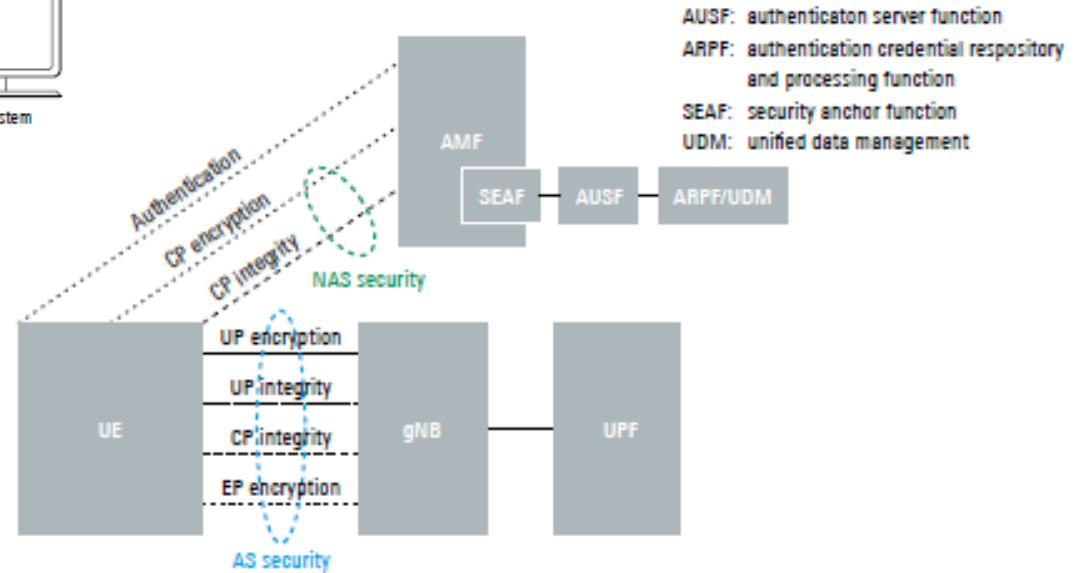 AUSF: authenticaton server function
ARPF: authentication credential respository
and processing function
SEAF: security anchor function
UDM: unified data management
stem
AMF
SEAF
AUSF
ARPF/UDM
Authentication
CP encryption
CP integrity
NAS security
UP encryption
UP integrity
CP integrity
EP encryption
UE
gNB
UPF
AS security